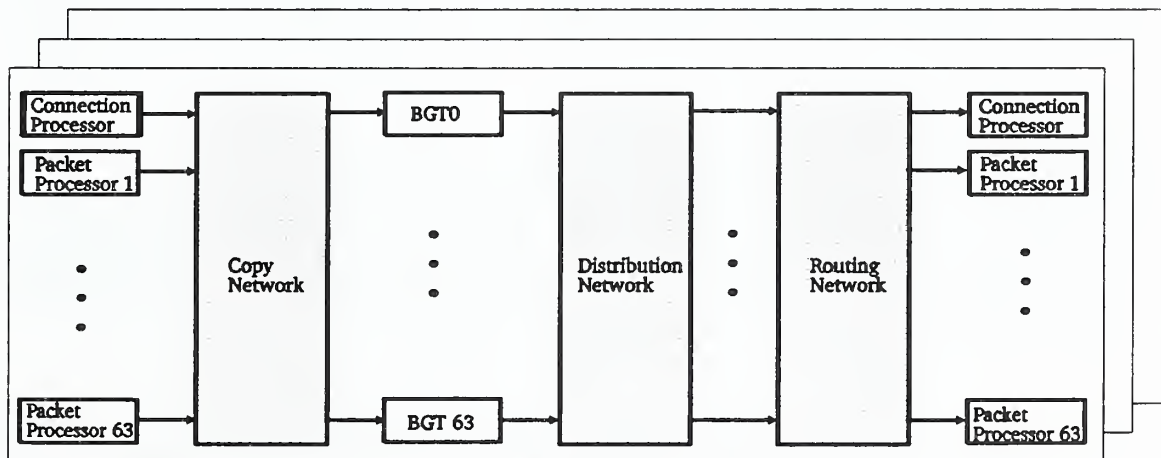 Connection
Processor
Packet
Processor 1
Packet
Processor 63
Copy
Network
BGT0
BGT 63
Distribution
Network
Routing
Network
Connection
Processor
Packet
Processor 1
Packet
Processor 63